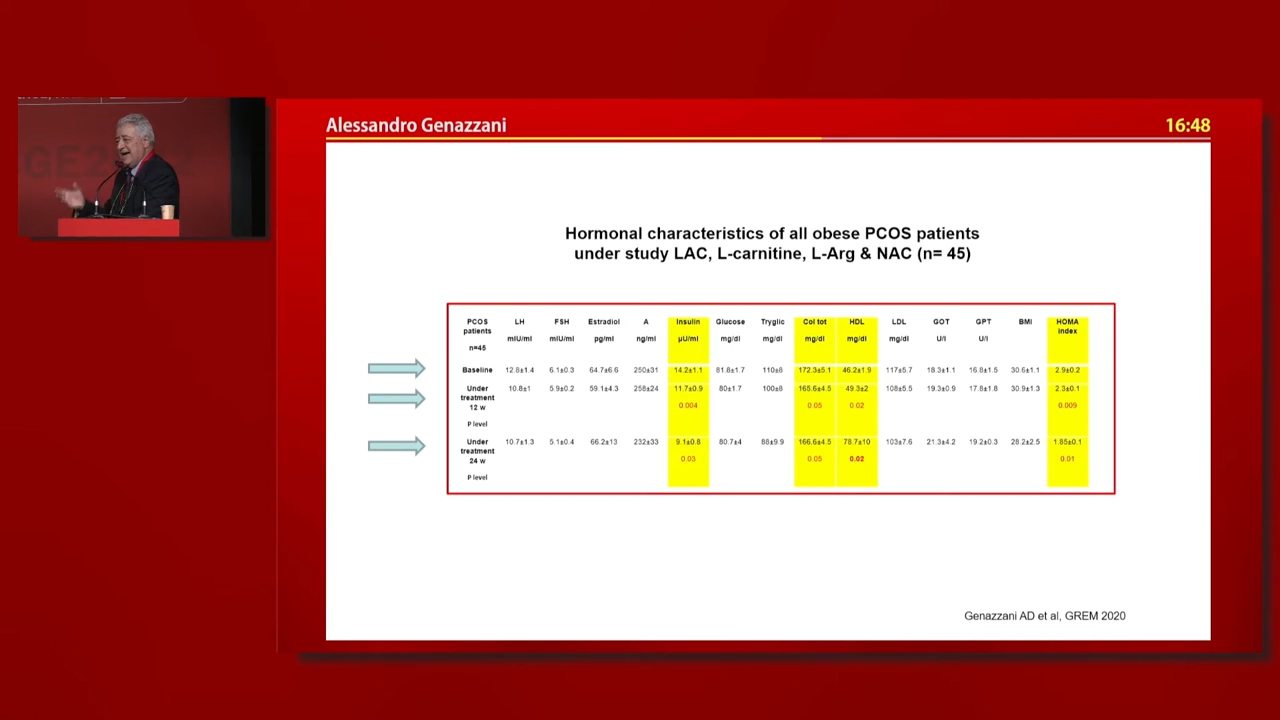 GE2
Alessandro Genazzani
16:48
Hormonal characteristics of all obese PCOS patients
under study LAC, L-carnitine, L-Arg & NAC (n= 45)
PCOS patients n=45 LH mIU/ml FSH mIU/ml Estradiol pg/ml A ng/ml Insulin µU/ml Glucose mg/dl Tryglic mg/dl Col tot mg/dl HDL mg/dl LDL mg/dl GOT U/l GPT U/l BMI HOMA index
Baseline 12.8±1.4 6.1±0.3 64.7±6.6 250±31 14.2±1.1 81.8±1.7 110±8 172.3±5.1 46.2±1.9 117±5.7 18.3±1.1 16.8±1.5 30.6±1.1 2.9±0.2
Under treatment 12 w 10.8±1 5.9±0.2 59.1±4.3 258±24 11.7±0.9 80±1.7 100±8 165.6±4.5 49.3±2 108±5.5 19.3±0.9 17.8±1.8 30.9±1.3 2.3±0.1
P level 0.004 0.05 0.02 0.009
Under treatment 24 w 10.7±1.3 5.1±0.4 66.2±13 232±33 9.1±0.8 80.7±4 88±9.9 166.6±4.5 78.7±10 103±7.6 21.3±4.2 19.2±0.3 28.2±2.5 1.85±0.1
P level 0.03 0.05 0.02 0.01
Genazzani AD et al, GREM 2020